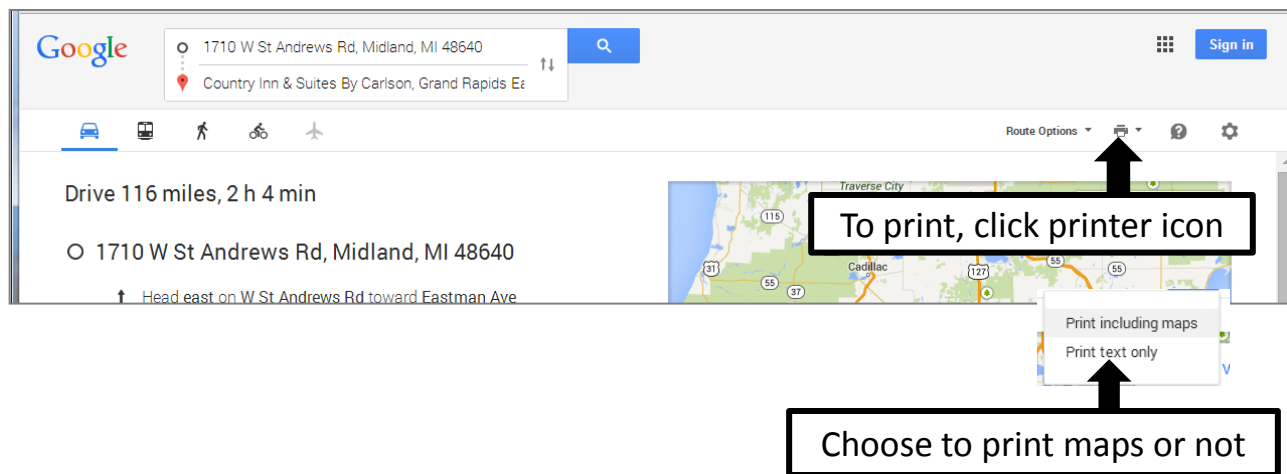 Google
1710 W St Andrews Rd, Midland, MI 48640
Country Inn & Suites By Carlson, Grand Rapids Ea
Sign in
Route Options
Drive 116 miles, 2 h 4 min
1710 W St Andrews Rd, Midland, MI 48640
Head east on W St Andrews Rd toward Eastman Ave
Traverse City
115
To print, click printer icon
31
Cadillac
127
55
55
55
37
Print including maps
Print text only
Choose to print maps or not